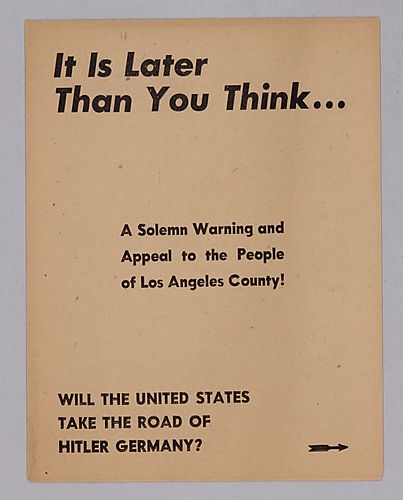 It Is Later
Than You Think...
A Solemn Warning and
Appeal to the People
of Los Angeles County!
WILL THE UNITED STATES
TAKE THE ROAD OF
HITLER GERMANY?